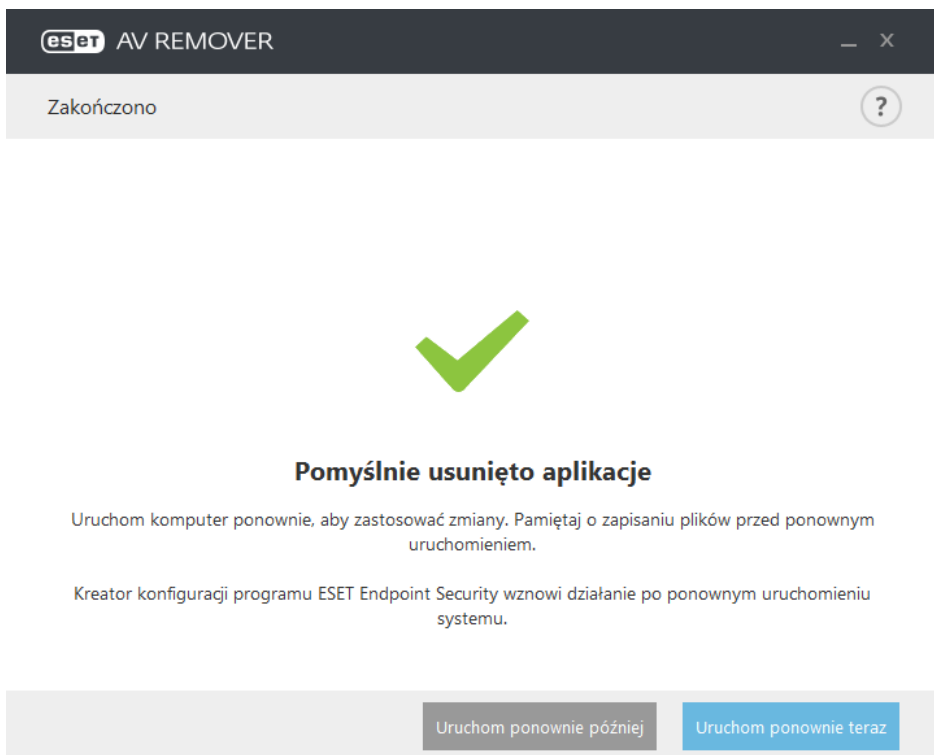 eset AV REMOVER
Zakończono
?
Pomyślnie usunięto aplikacje
Uruchom komputer ponownie, aby zastosować zmiany. Pamiętaj o zapisaniu plików przed ponownym
uruchomieniem.
Kreator konfiguracji programu ESET Endpoint Security wznowi działanie po ponownym uruchomieniu
systemu.
Uruchom ponownie później
Uruchom ponownie teraz